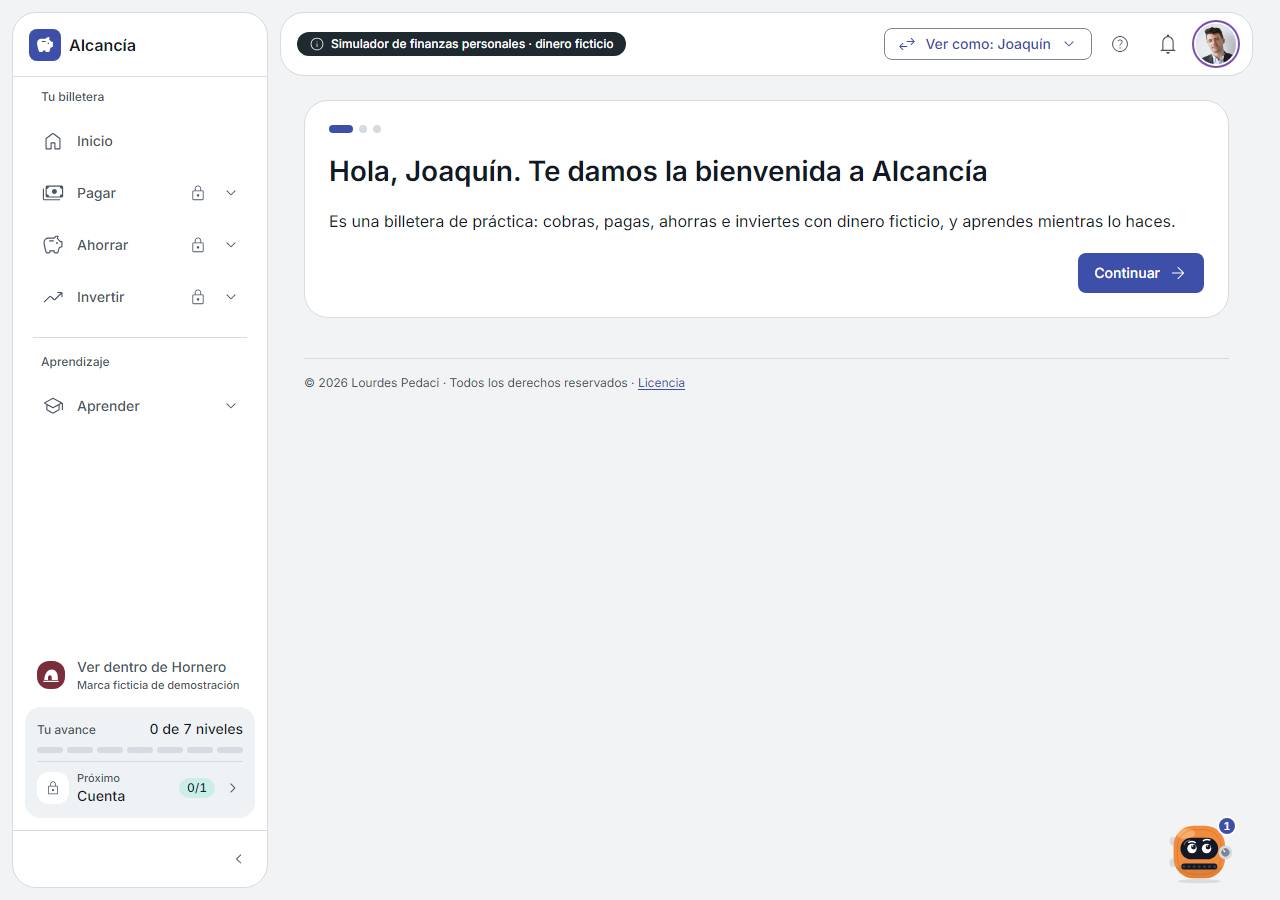 Alcancía
Tu billetera
Inicio
Pagar
Ahorrar
Invertir
Aprendizaje
Aprender
Ver dentro de Hornero
Marca ficticia de demostración
Tu avance 0 de 7 niveles
Próximo
Cuenta
0/1
Simulador de finanzas personales · dinero ficticio
Ver como: Joaquín
Hola, Joaquín. Te damos la bienvenida a Alcancía
Es una billetera de práctica: cobras, pagas, ahorras e inviertes con dinero ficticio, y aprendes mientras lo haces.
Continuar
© 2026 Lourdes Pedaci · Todos los derechos reservados · Licencia
1